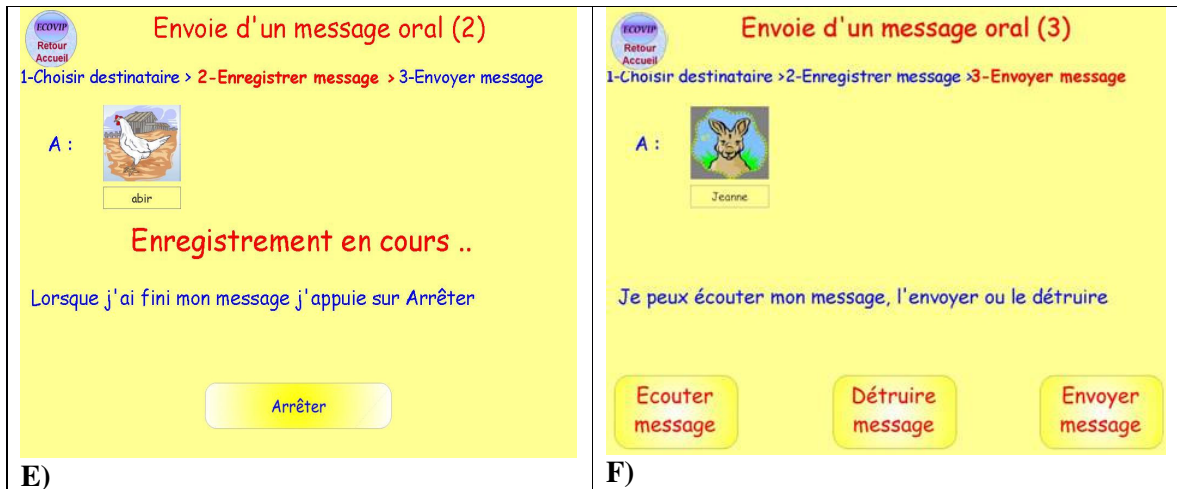 ECOVIP
Retour
Accueil
Envoie d'un message oral (2)
1-Choisir destinataire > 2-Enregistrer message > 3-Envoyer message
A :
abir
Enregistrement en cours ..
Lorsque j'ai fini mon message j'appuie sur Arrêter
Arrêter
E)
ECOVIP
Retour
Accueil
Envoie d'un message oral (3)
1-Choisir destinataire >2-Enregistrer message >3-Envoyer message
A :
Jeanne
Je peux écouter mon message, l'envoyer ou le détruire
Ecouter
message
Détruire
message
Envoyer
message
F)